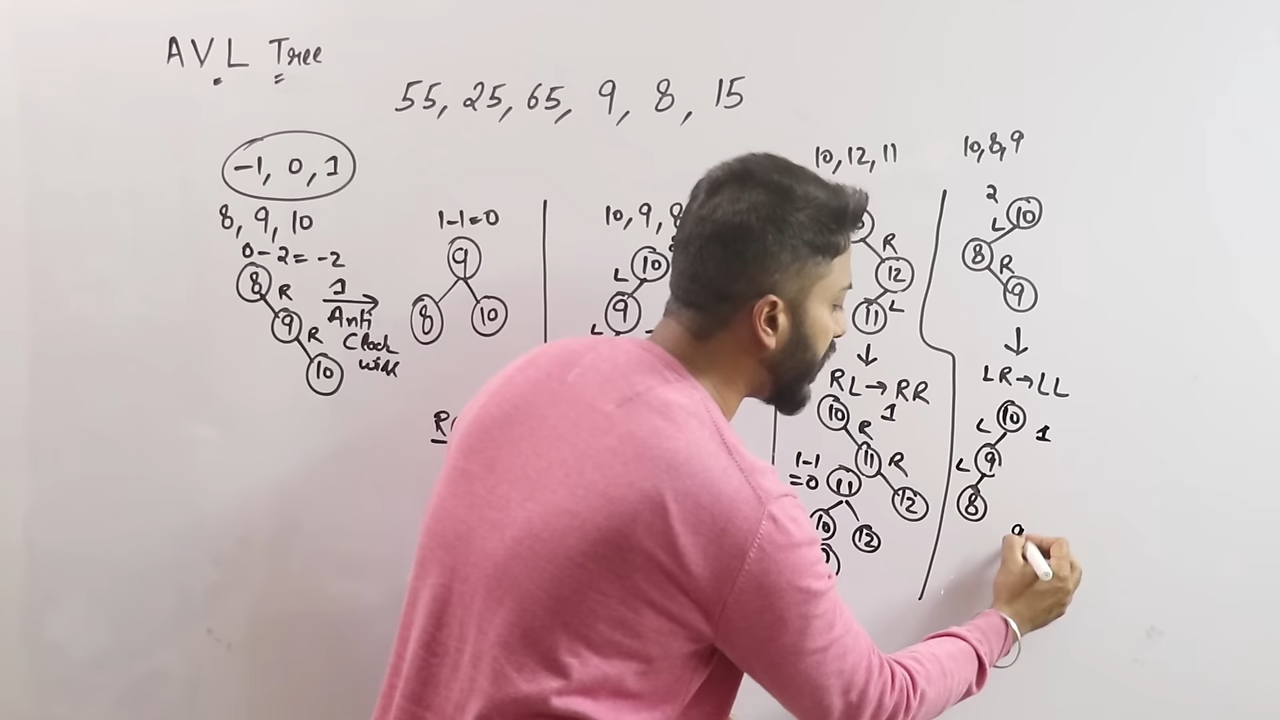 AVL Tree
55, 25, 65, 9, 8, 15
-1, 0, 1
8, 9, 10
0-2= -2
8
R
9
R
10
1
Anti
Clock
wise
1-1=0
9
8
10
10, 9, 8
L
10
L
9
10, 12, 11
R
12
L
11
RL→RR
10
1
R
11
R
12
1-1
=0
11
10
12
10, 8, 9
2
10
L
8
R
9
LR→LL
10
1
L
9
L
8
9